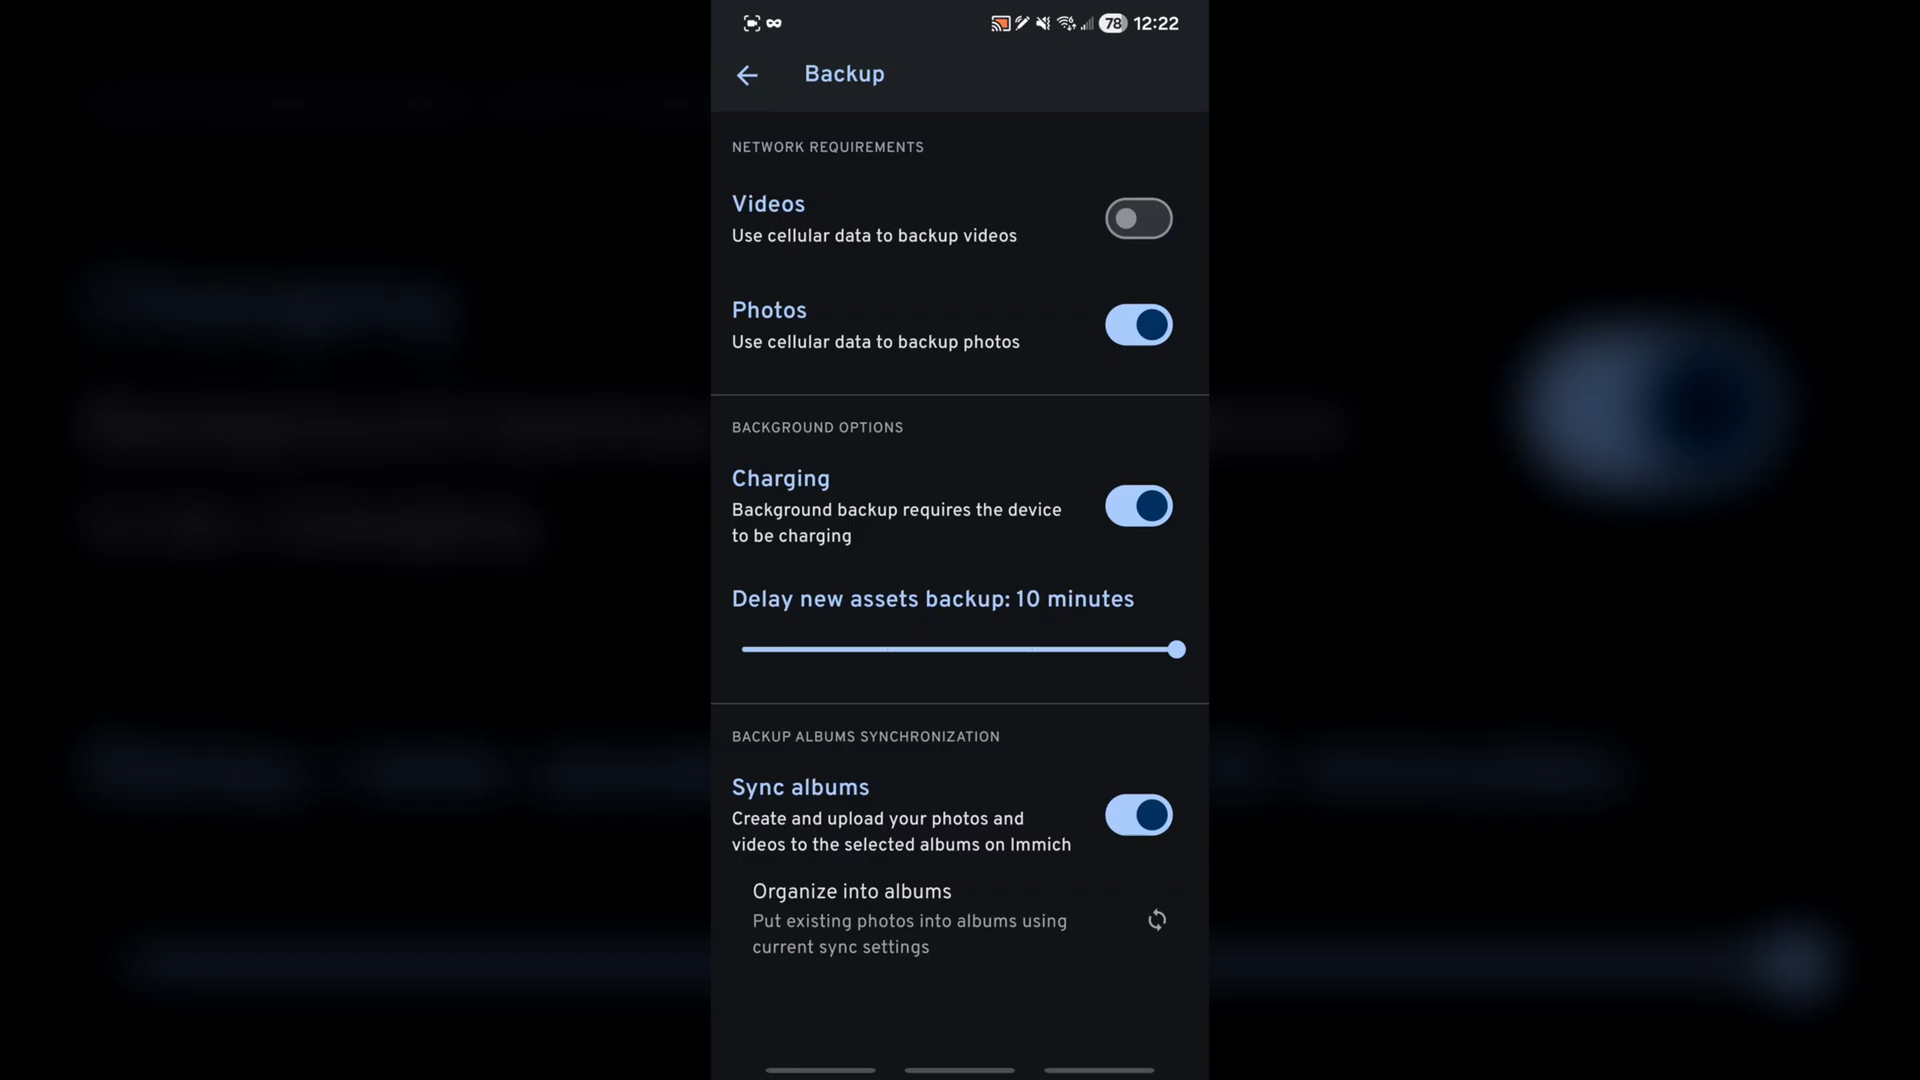 78 12:22
Backup
NETWORK REQUIREMENTS
Videos
Use cellular data to backup videos
Photos
Use cellular data to backup photos
BACKGROUND OPTIONS
Charging
Background backup requires the device
to be charging
Delay new assets backup: 10 minutes
BACKUP ALBUMS SYNCHRONIZATION
Sync albums
Create and upload your photos and
videos to the selected albums on Immich
Organize into albums
Put existing photos into albums using
current sync settings